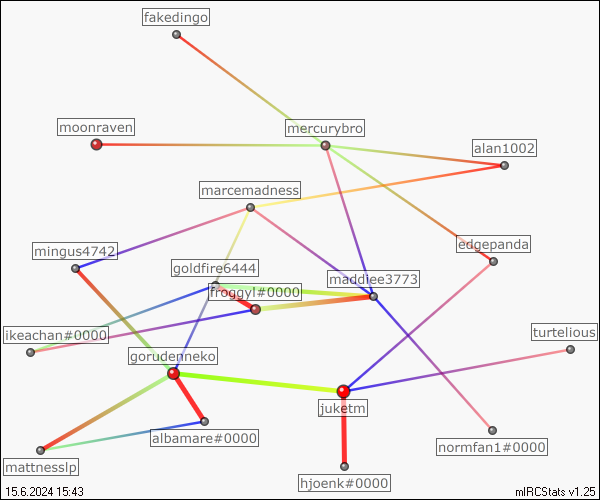 fakedingo
moonraven
mercurybro
alan1002
marcemadness
mingus4742
edgepanda
goldfire6444
maddiee3773
froggyl#0000
ikeachan#0000
turtelious
gordienneko
juketm
albamare#0000
normfan1#0000
mattnesslp
hjoenk#0000
15.6.2024 15:43
mIRCStats v1.25